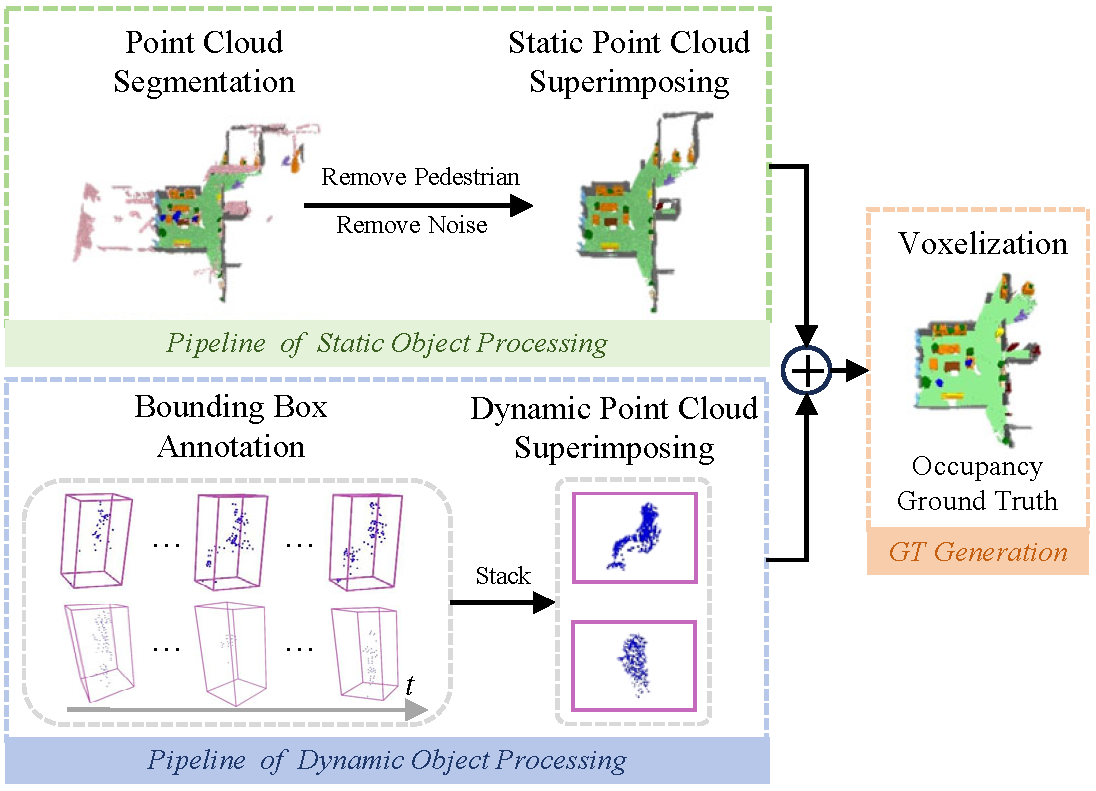 Point Cloud
Segmentation
Static Point Cloud
Superimposing
Remove Pedestrian
Remove Noise
Pipeline of Static Object Processing
Bounding Box
Annotation
Dynamic Point Cloud
Superimposing
... ...
Stack
... ...
t
Pipeline of Dynamic Object Processing
Voxelization
Occupancy
Ground Truth
GT Generation